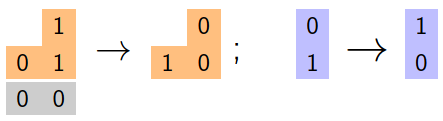 1 → 0 ; 0 → 1
0 1 1 0 1 0
0 0